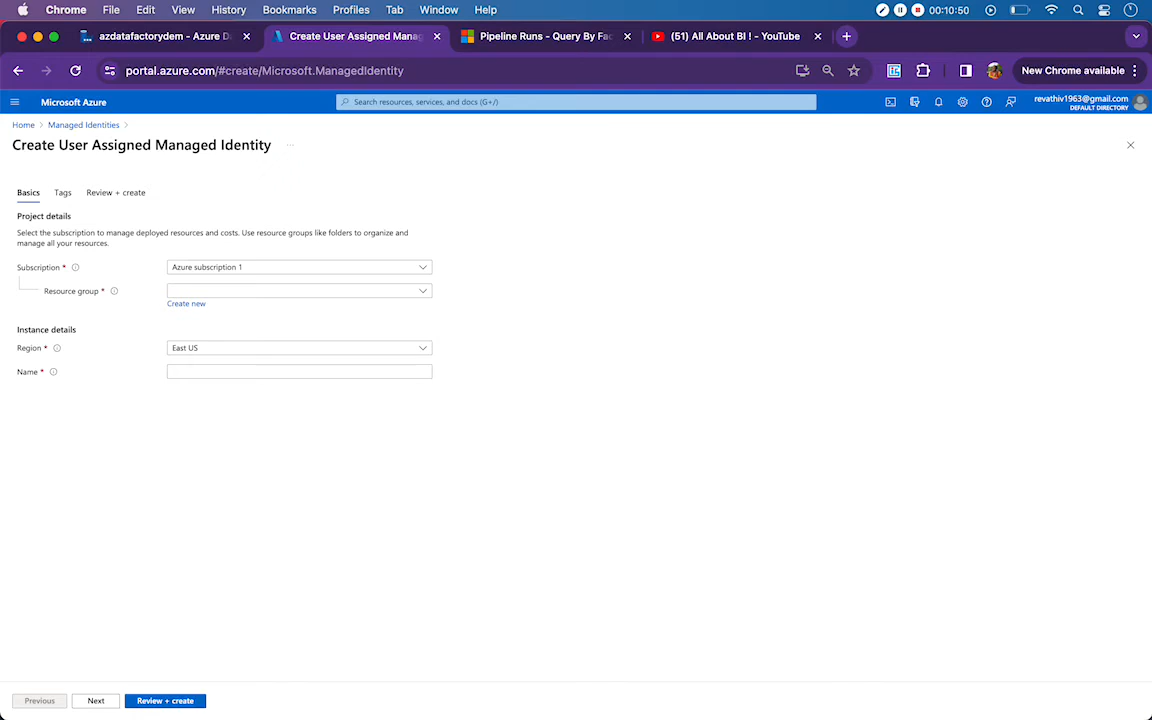 Chrome File Edit View History Bookmarks Profiles Tab Window Help 00:10:50
azdatafactorydem - Azure D Create User Assigned Manag Pipeline Runs - Query By Fac (51) All About BI ! - YouTube
portal.azure.com/#create/Microsoft.ManagedIdentity New Chrome available
Microsoft Azure Search resources, services, and docs (G+/) revathiv1963@gmail.com
DEFAULT DIRECTORY
Home > Managed Identities >
Create User Assigned Managed Identity ...
Basics Tags Review + create
Project details
Select the subscription to manage deployed resources and costs. Use resource groups like folders to organize and
manage all your resources.
Subscription * Azure subscription 1
Resource group *
Create new
Instance details
Region * East US
Name *
Previous Next Review + create